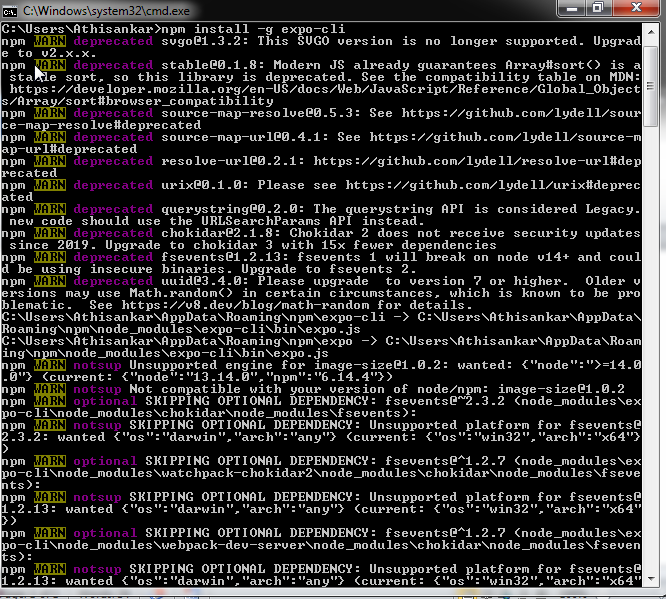 C:\Windows\system32\cmd.exe
C:\Users\Athisankar>npm install -g expo-cli
npm WARN deprecated svgo@1.3.2: This SVGO version is no longer supported. Upgrad
e to v2.x.x.
npm WARN deprecated stable@0.1.8: Modern JS already guarantees Array#sort() is a
 stable sort, so this library is deprecated. See the compatibility table on MDN:
 https://developer.mozilla.org/en-US/docs/Web/JavaScript/Reference/Global_Object
s/Array/sort#browser_compatibility
npm WARN deprecated source-map-resolve@0.5.3: See https://github.com/lydell/sour
ce-map-resolve#deprecated
npm WARN deprecated source-map-url@0.4.1: See https://github.com/lydell/source-m
ap-url#deprecated
npm WARN deprecated resolve-url@0.2.1: https://github.com/lydell/resolve-url#dep
recated
npm WARN deprecated urix@0.1.0: Please see https://github.com/lydell/urix#deprec
ated
npm WARN deprecated querystring@0.2.0: The querystring API is considered Legacy.
 new code should use the URLSearchParams API instead.
npm WARN deprecated chokidar@2.1.8: Chokidar 2 does not receive security updates
 since 2019. Upgrade to chokidar 3 with 15x fewer dependencies
npm WARN deprecated fsevents@1.2.13: fsevents 1 will break on node v14+ and coul
d be using insecure binaries. Upgrade to fsevents 2.
npm WARN deprecated uuid@3.4.0: Please upgrade  to version 7 or higher.  Older v
ersions may use Math.random() in certain circumstances, which is known to be pro
blematic.  See https://v8.dev/blog/math-random for details.
C:\Users\Athisankar\AppData\Roaming\npm\expo-cli -> C:\Users\Athisankar\AppData\
Roaming\npm\node_modules\expo-cli\bin\expo.js
C:\Users\Athisankar\AppData\Roaming\npm\expo -> C:\Users\Athisankar\AppData\Roam
ing\npm\node_modules\expo-cli\bin\expo.js
npm WARN notsup Unsupported engine for image-size@1.0.2: wanted: {"node":">=14.0
.0"} (current: {"node":"13.14.0","npm":"6.14.4"})
npm WARN notsup Not compatible with your version of node/npm: image-size@1.0.2
npm WARN optional SKIPPING OPTIONAL DEPENDENCY: fsevents@^2.3.2 (node_modules\ex
po-cli\node_modules\chokidar\node_modules\fsevents):
npm WARN notsup SKIPPING OPTIONAL DEPENDENCY: Unsupported platform for fsevents@
2.3.2: wanted {"os":"darwin","arch":"any"} (current: {"os":"win32","arch":"x64"}
)
npm WARN optional SKIPPING OPTIONAL DEPENDENCY: fsevents@^1.2.7 (node_modules\ex
po-cli\node_modules\watchpack-chokidar2\node_modules\chokidar\node_modules\fseve
nts):
npm WARN notsup SKIPPING OPTIONAL DEPENDENCY: Unsupported platform for fsevents@
1.2.13: wanted {"os":"darwin","arch":"any"} (current: {"os":"win32","arch":"x64"
})
npm WARN optional SKIPPING OPTIONAL DEPENDENCY: fsevents@^1.2.7 (node_modules\ex
po-cli\node_modules\webpack-dev-server\node_modules\chokidar\node_modules\fseven
ts):
npm WARN notsup SKIPPING OPTIONAL DEPENDENCY: Unsupported platform for fsevents@
1.2.13: wanted {"os":"darwin","arch":"any"} (current: {"os":"win32","arch":"x64"